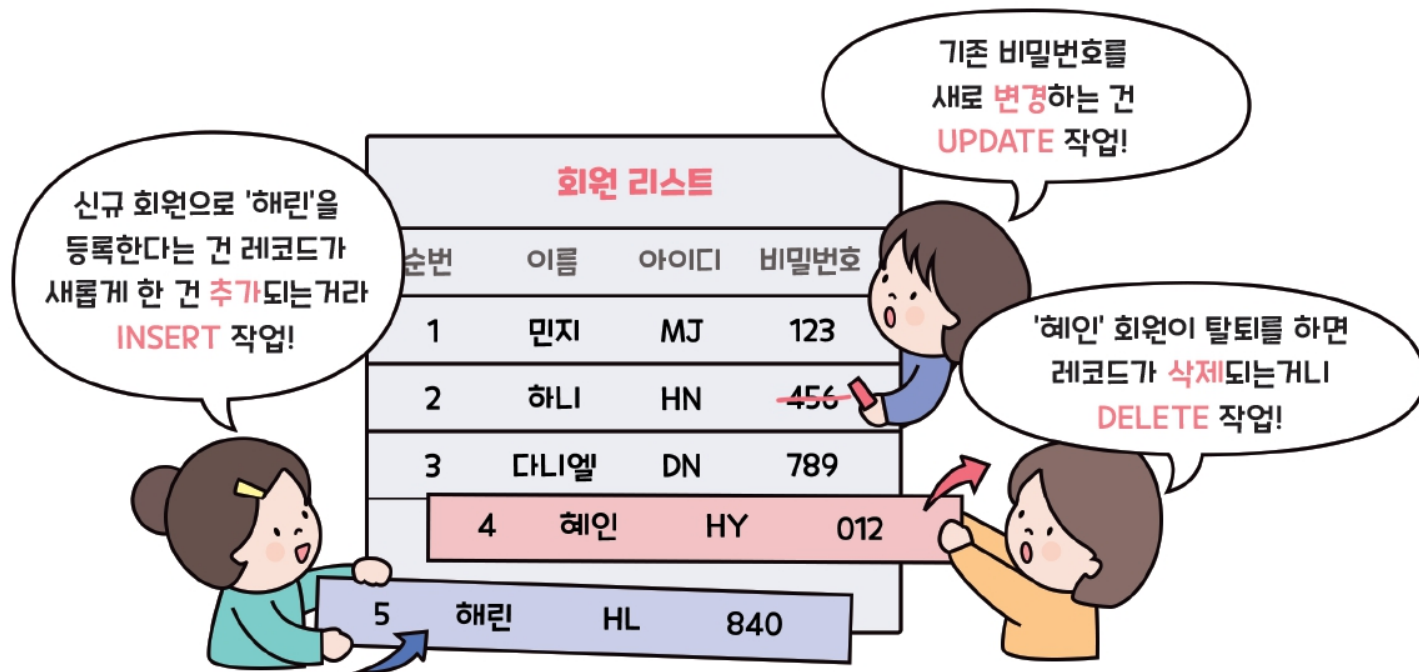 기존 비밀번호를
새로 변경하는 건
UPDATE 작업!
신규 회원으로 '해린'을
등록한다는 건 레코드가
새롭게 한 건 추가되는거라
INSERT 작업!
회원 리스트
순번 이름 아이디 비밀번호
1 민지 MJ 123
2 하니 HN 456
3 다니엘 DN 789
4 혜인 HY 012
5 해린 HL 840
'혜인' 회원이 탈퇴를 하면
레코드가 삭제되는거니
DELETE 작업!